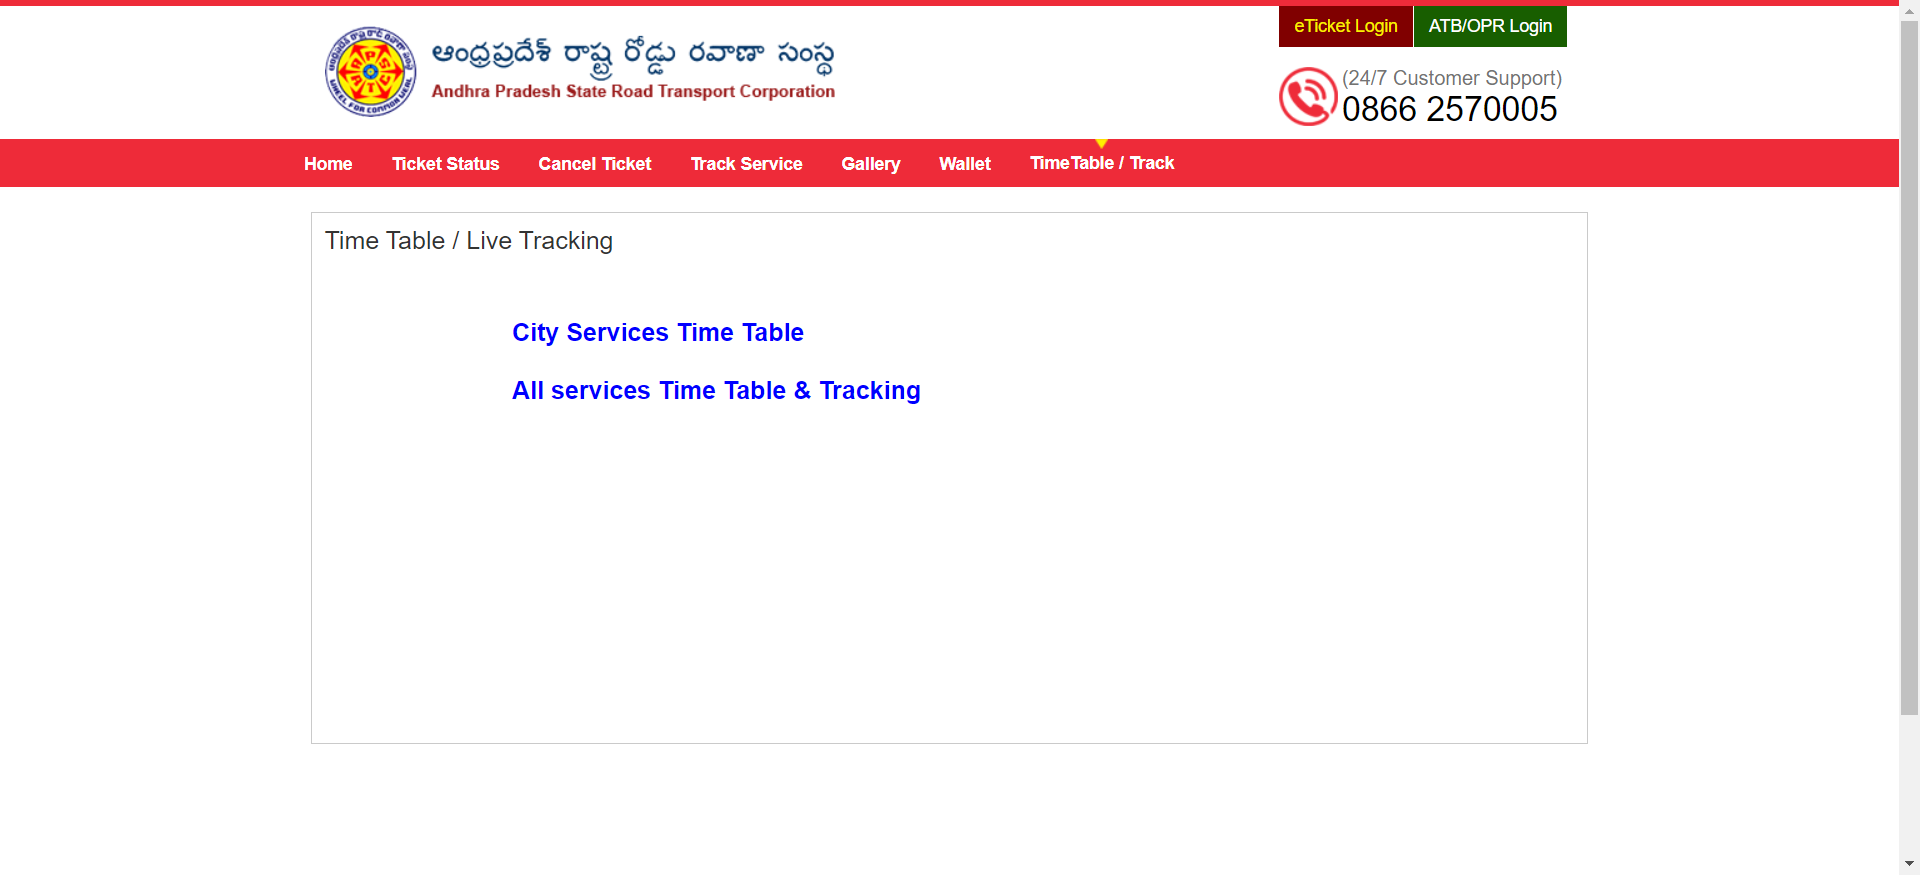 eTicket Login
ATB/OPR Login
ఆంధ్రప్రదేశ్ రాష్ట్ర రోడ్డు రవాణా సంస్థ
Andhra Pradesh State Road Transport Corporation
(24/7 Customer Support)
0866 2570005
Home
Ticket Status
Cancel Ticket
Track Service
Gallery
Wallet
TimeTable / Track
Time Table / Live Tracking
City Services Time Table
All services Time Table & Tracking